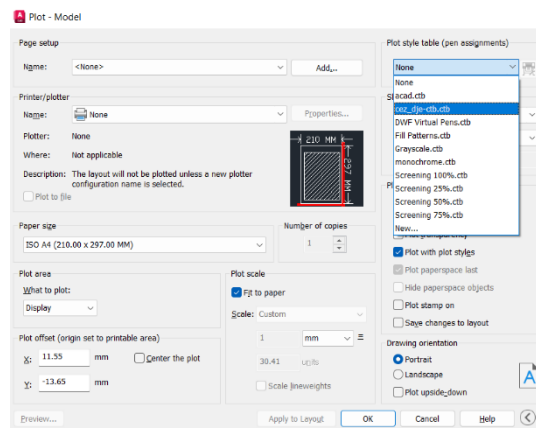 Plot - Model
Page setup
Name: <None> Add...
Printer/plotter
Name: None Properties...
Plotter: None
Where: Not applicable
Description: The layout will not be plotted unless a new plotter
configuration name is selected.
Plot to file
210 MM
297 MM
Paper size
ISO A4 (210.00 x 297.00 MM)
Number of copies
1
Plot area
What to plot:
Display
Plot offset (origin set to printable area)
X: 11.55 mm Center the plot
Y: -13.65 mm
Plot scale
Fit to paper
Scale: Custom
1 mm =
30.41 units
Scale lineweights
Plot style table (pen assignments)
None
None
acad.ctb
cez_dje-ctb.ctb
DWF Virtual Pens.ctb
Fill Patterns.ctb
Grayscale.ctb
monochrome.ctb
Screening 100%.ctb
Screening 25%.ctb
Screening 50%.ctb
Screening 75%.ctb
New...
Plot with plot styles
Plot paperspace last
Hide paperspace objects
Plot stamp on
Save changes to layout
Drawing orientation
Portrait
Landscape
Plot upside-down
A
Preview... Apply to Layout OK Cancel Help